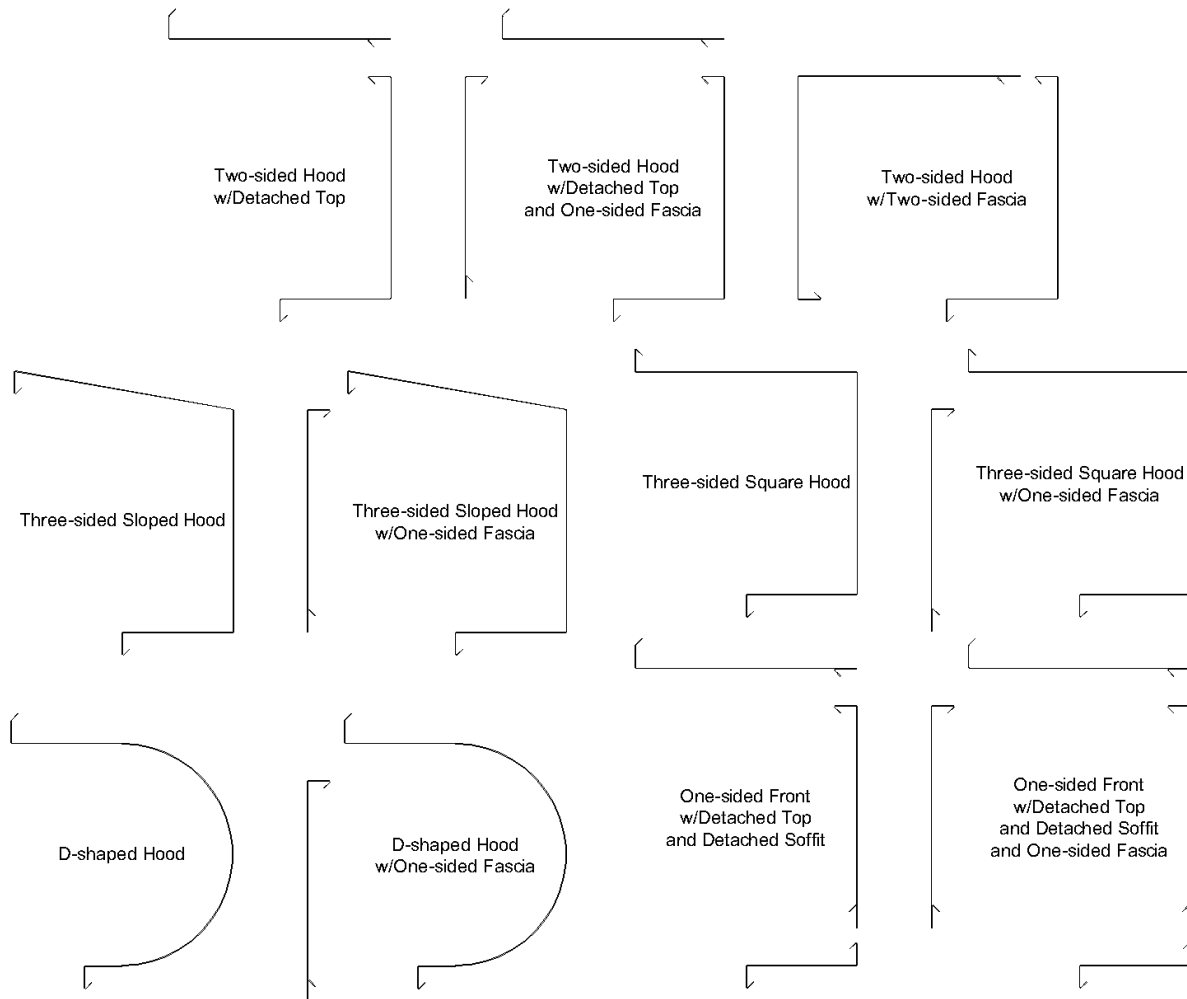 Two-sided Hood
w/Detached Top
Two-sided Hood
w/Detached Top
and One-sided Fascia
Two-sided Hood
w/Two-sided Fascia
Three-sided Sloped Hood
Three-sided Sloped Hood
w/One-sided Fascia
Three-sided Square Hood
Three-sided Square Hood
w/One-sided Fascia
D-shaped Hood
D-shaped Hood
w/One-sided Fascia
One-sided Front
w/Detached Top
and Detached Soffit
One-sided Front
w/Detached Top
and Detached Soffit
and One-sided Fascia